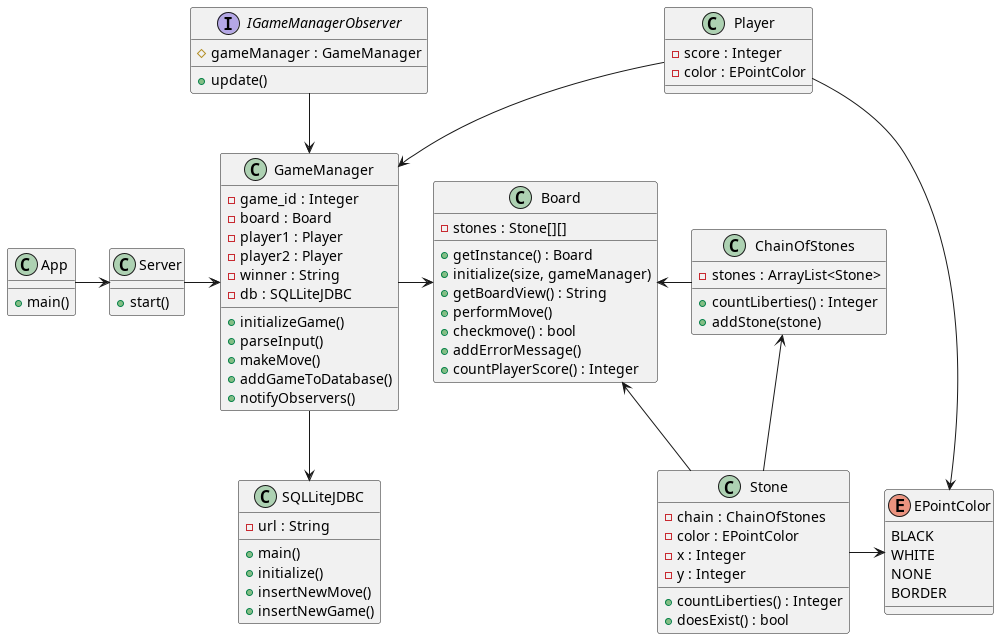 I IGameManagerObserver
gameManager : GameManager
update()
C Player
score : Integer
color : EPointColor
C GameManager
game_id : Integer
board : Board
player1 : Player
player2 : Player
winner : String
db : SQLLiteJDBC
initializeGame()
parseInput()
makeMove()
addGameToDatabase()
notifyObservers()
C Board
stones : Stone[][]
getInstance() : Board
initialize(size, gameManager)
getBoardView() : String
performMove()
checkmove() : bool
addErrorMessage()
countPlayerScore() : Integer
C ChainOfStones
stones : ArrayList<Stone>
countLiberties() : Integer
addStone(stone)
C App
main()
C Server
start()
C SQLLiteJDBC
url : String
main()
initialize()
insertNewMove()
insertNewGame()
C Stone
chain : ChainOfStones
color : EPointColor
x : Integer
y : Integer
countLiberties() : Integer
doesExist() : bool
E EPointColor
BLACK
WHITE
NONE
BORDER